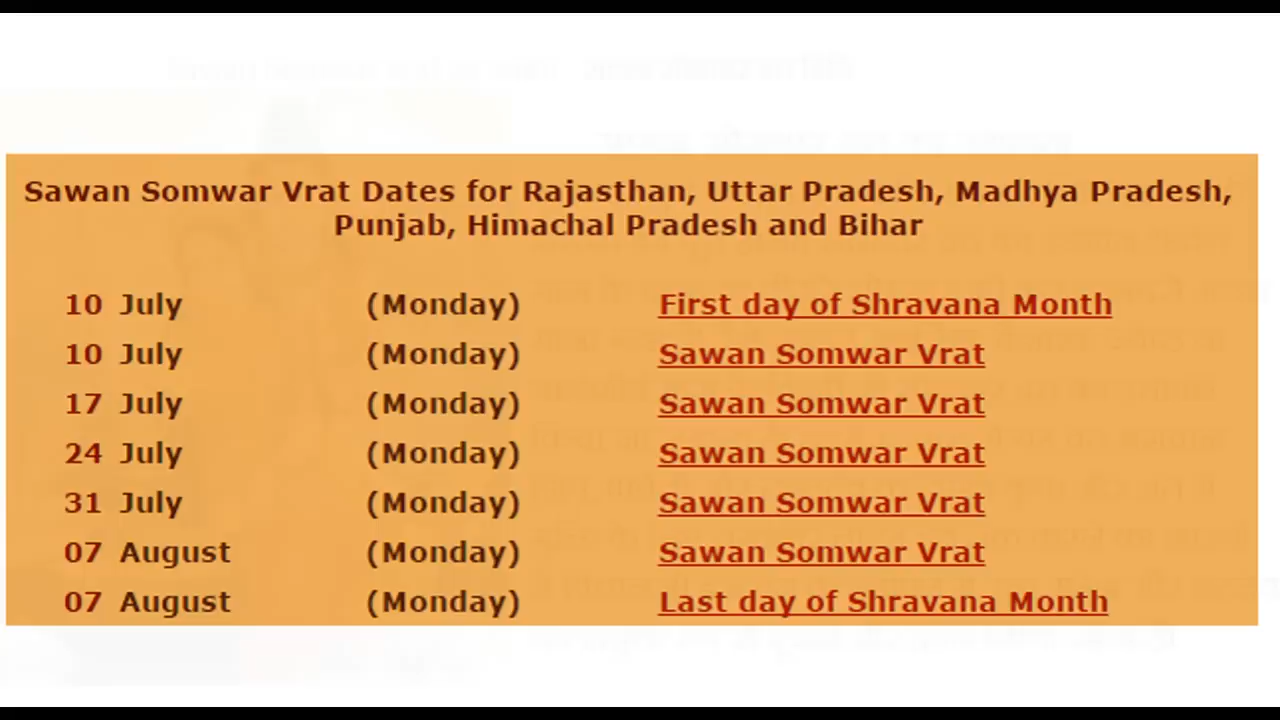 Sawan Somwar Vrat Dates for Rajasthan, Uttar Pradesh, Madhya Pradesh,
Punjab, Himachal Pradesh and Bihar
10 July (Monday) First day of Shravana Month
10 July (Monday) Sawan Somwar Vrat
17 July (Monday) Sawan Somwar Vrat
24 July (Monday) Sawan Somwar Vrat
31 July (Monday) Sawan Somwar Vrat
07 August (Monday) Sawan Somwar Vrat
07 August (Monday) Last day of Shravana Month